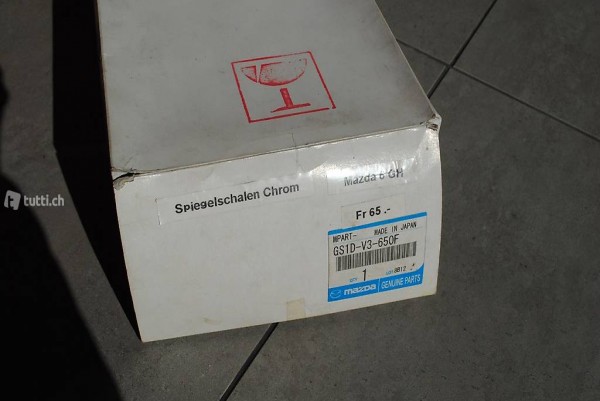 tutti.ch
Spiegelschalen Chrom
Mazda 6 GH
Fr 65 .-
MPART- MADE IN JAPAN
GS1D-V3-650F
1
mazda GENUINE PARTS